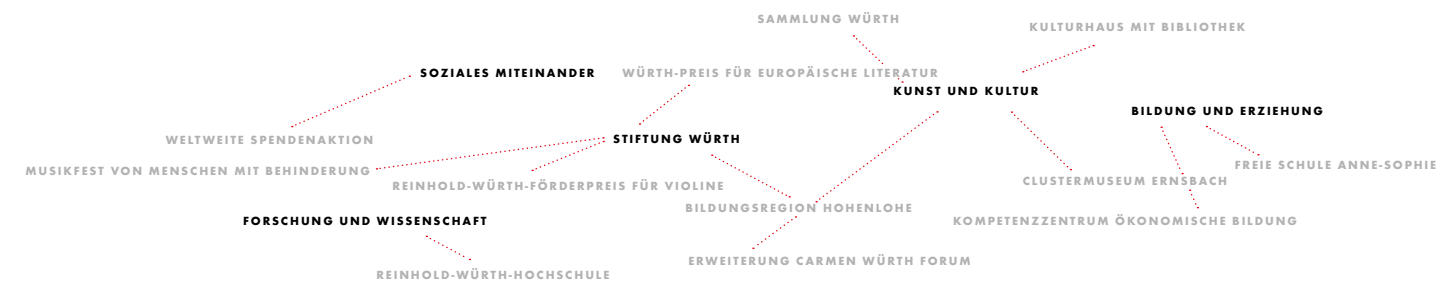 SAMMLUNG WÜRTH
KULTURHAUS MIT BIBLIOTHEK
SOZIALES MITEINANDER
WÜRTH-PREIS FÜR EUROPÄISCHE LITERATUR
KUNST UND KULTUR
BILDUNG UND ERZIEHUNG
WELTWEITE SPENDENAKTION
STIFTUNG WÜRTH
MUSIKFEST VON MENSCHEN MIT BEHINDERUNG
FREIE SCHULE ANNE-SOPHIE
REINHOLD-WÜRTH-FÖRDERPREIS FÜR VIOLINE
CLUSTERMUSEUM ERNSBACH
BILDUNGSREGION HOHENLOHE
FORSCHUNG UND WISSENSCHAFT
KOMPETENZZENTRUM ÖKONOMISCHE BILDUNG
ERWEITERUNG CARMEN WÜRTH FORUM
REINHOLD-WÜRTH-HOCHSCHULE